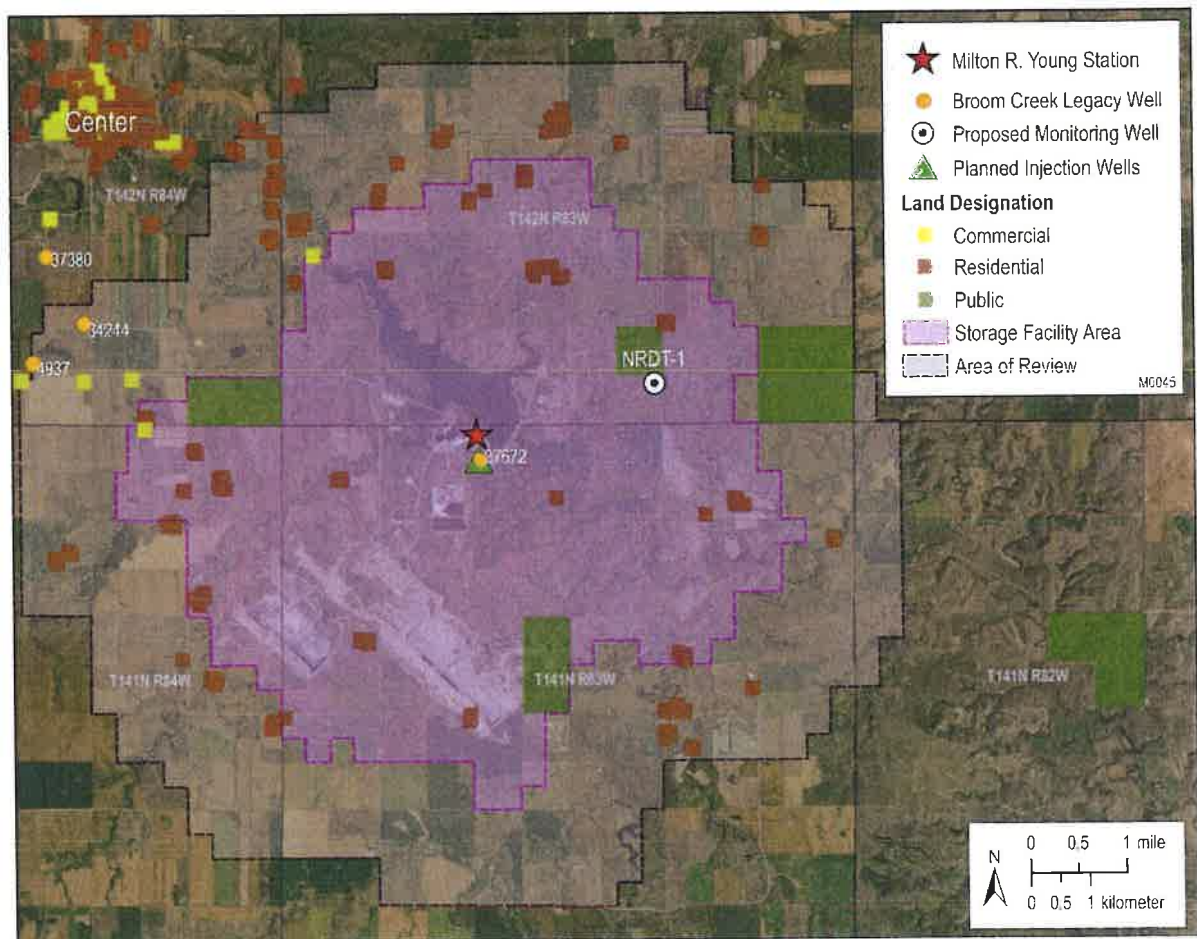 Milton R. Young Station
Broom Creek Legacy Well
Proposed Monitoring Well
Planned Injection Wells
Land Designation
Commercial
Residential
Public
Storage Facility Area
Area of Review
M0045
Center
T142N R84W
T142N R83W
37380
34244
4937
NRDT-1
37672
T141N R84W
T141N R83W
T141N R82W
N
0 0.5 1 mile
0 0.5 1 kilometer